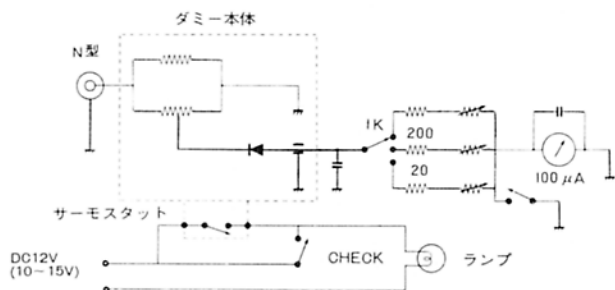 ダミー本体
N型
1K
200
20
100μA
サーモスタット
DC12V
(10～15V)
CHECK
ランプ